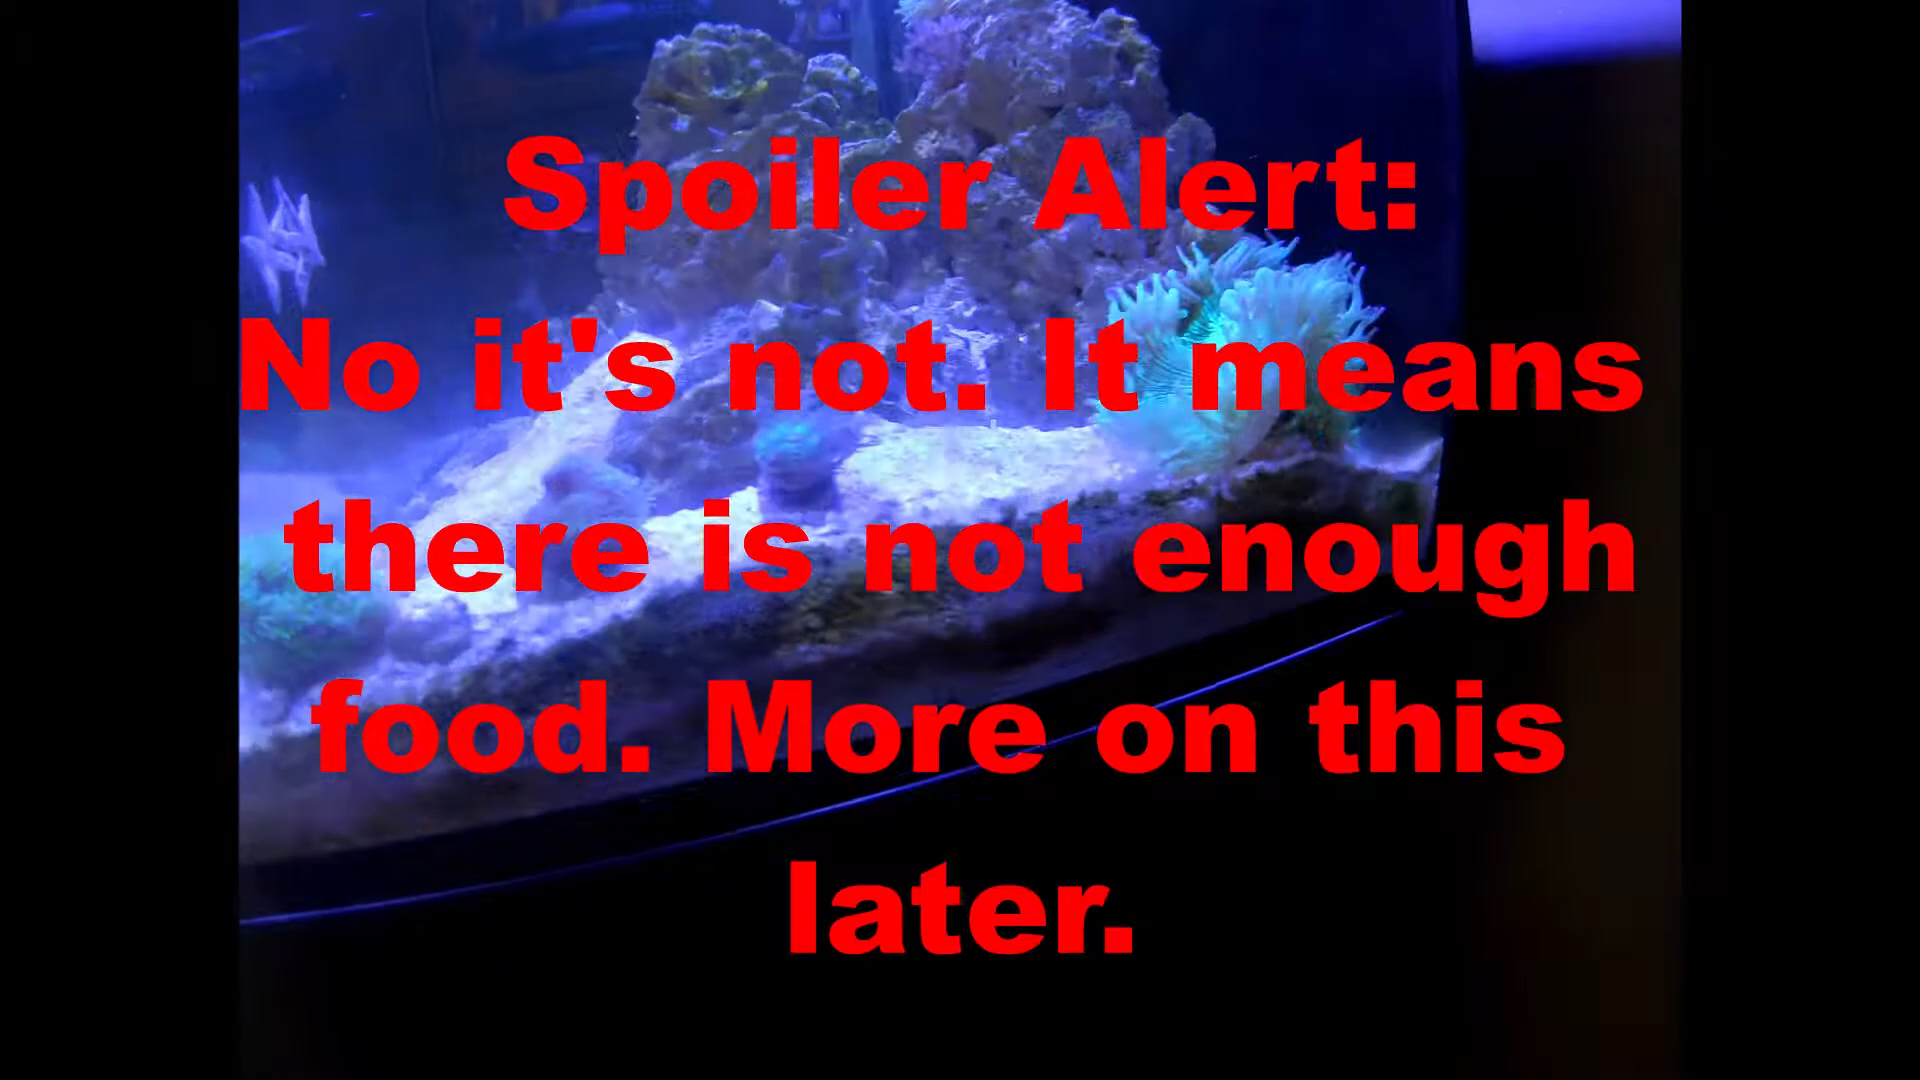 Spoiler Alert:
No it's not. It means
there is not enough
food. More on this
later.